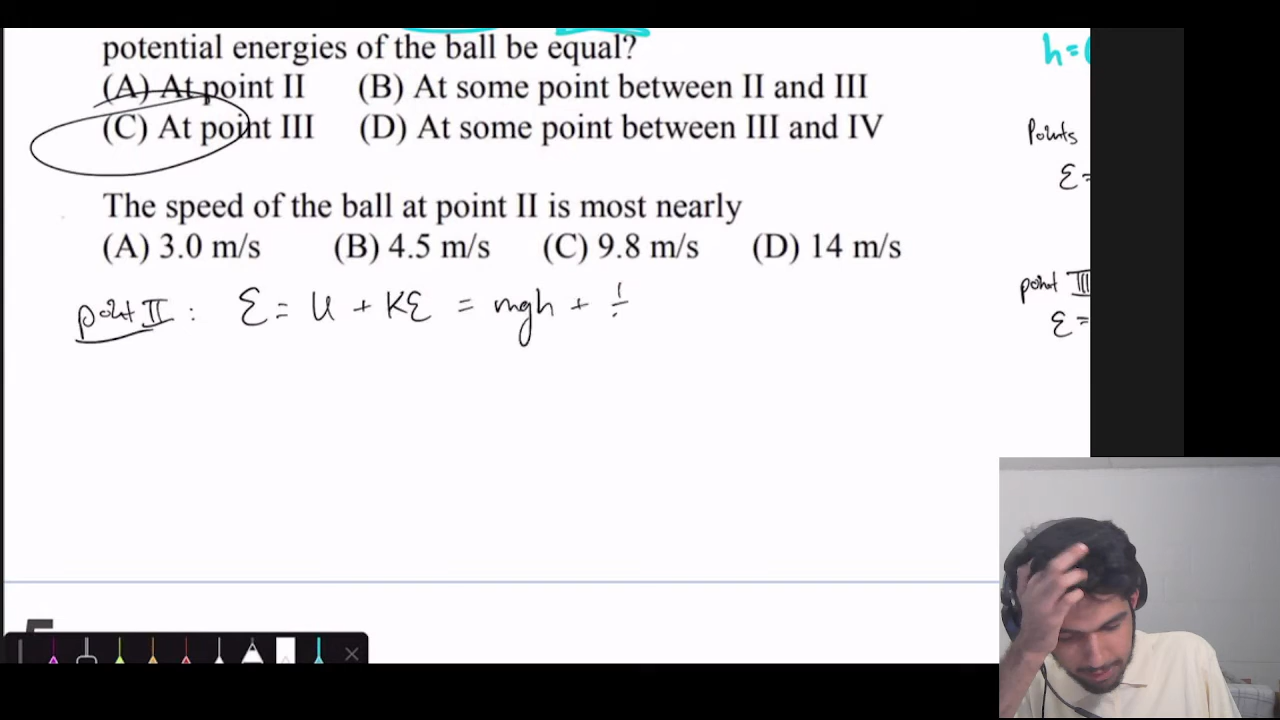 potential energies of the ball be equal?
h=
(A) At point II (B) At some point between II and III
(C) At point III (D) At some point between III and IV
Points
ε=
The speed of the ball at point II is most nearly
(A) 3.0 m/s (B) 4.5 m/s (C) 9.8 m/s (D) 14 m/s
point II : ε = U + Kε = mgh + 1
point III
ε=